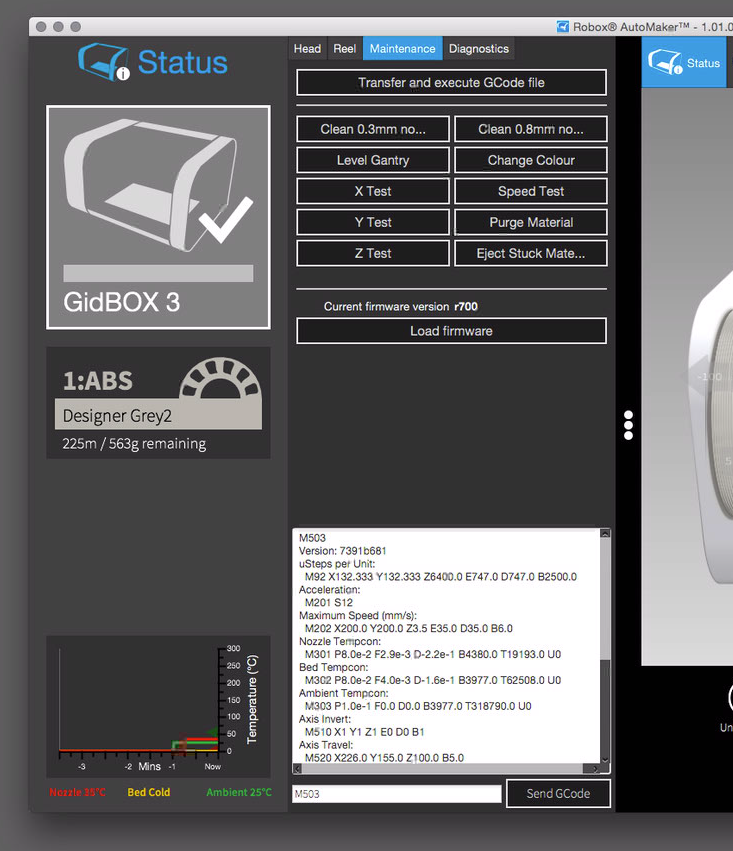 Robox® AutoMaker™ - 1.01.0
Status
Head Reel Maintenance Diagnostics
Status
Transfer and execute GCode file
Clean 0.3mm no... Clean 0.8mm no...
Level Gantry Change Colour
X Test Speed Test
Y Test Purge Material
Z Test Eject Stuck Mate...
GidBOX 3
Current firmware version r700
Load firmware
1:ABS
Designer Grey2
225m / 563g remaining
-100
M503
Version: 7391b681
uSteps per Unit:
M92 X132.333 Y132.333 Z6400.0 E747.0 D747.0 B2500.0
Acceleration:
M201 S12
Maximum Speed (mm/s):
M202 X200.0 Y200.0 Z3.5 E35.0 D35.0 B6.0
Nozzle Tempcon:
M301 P8.0e-2 F2.9e-3 D-2.2e-1 B4380.0 T19193.0 U0
Bed Tempcon:
M302 P8.0e-2 F4.0e-3 D-1.6e-1 B3977.0 T62508.0 U0
Ambient Tempcon:
M303 P1.0e-1 F0.0 D0.0 B3977.0 T318790.0 U0
Axis Invert:
M510 X1 Y1 Z1 E0 D0 B1
Axis Travel:
M520 X226.0 Y155.0 Z100.0 B5.0
300
250
200
150
100
50
0
Temperature (°C)
-3 -2 Mins -1 Now
Nozzle 35°C Bed Cold Ambient 25°C
M503 Send GCode
Un